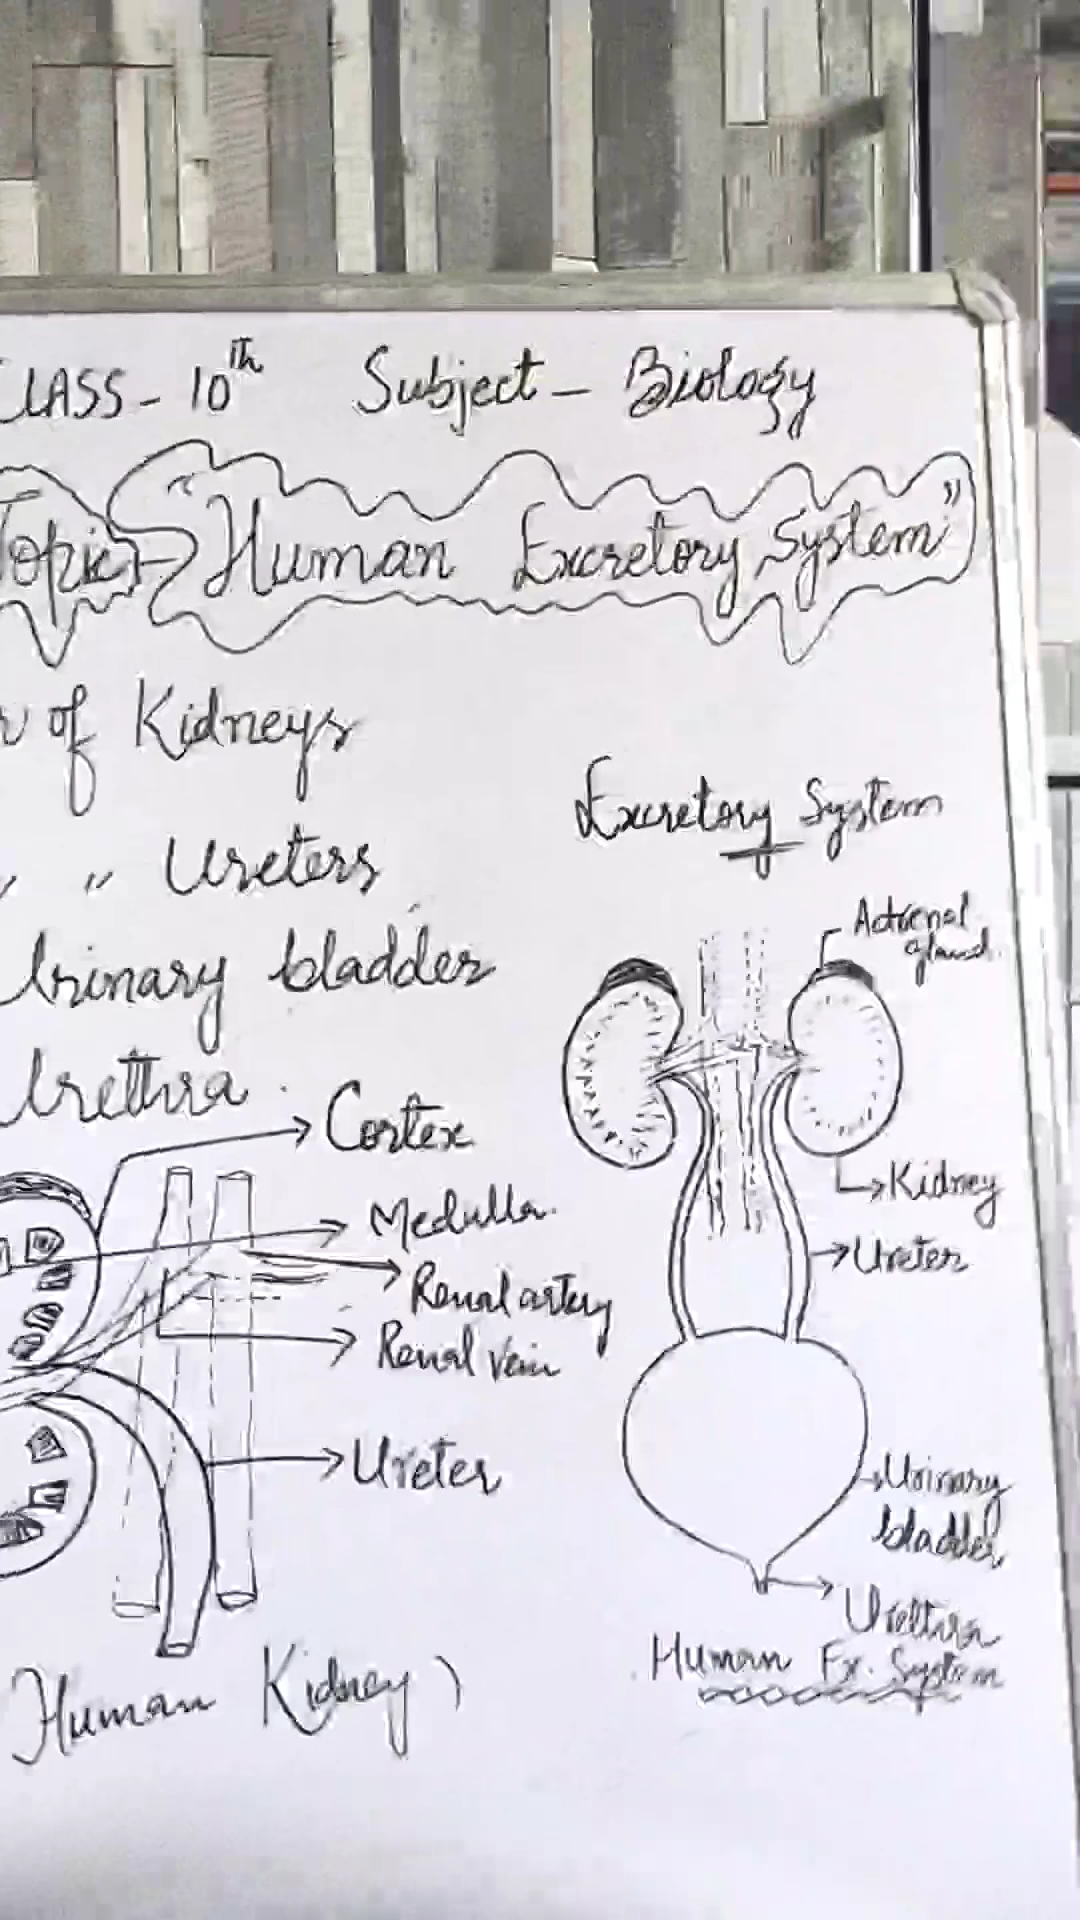 CLASS - 10th Subject - Biology
Topic → "Human Excretory System"
of Kidneys
" " Ureters
Urinary bladder
Urethra
Excretory System
Adrenal
gland
Cortex
Medulla
Renal artery
Renal vein
Ureter
Human Kidney)
Kidney
Ureter
Urinary
bladder
Urethra
Human Ex. System